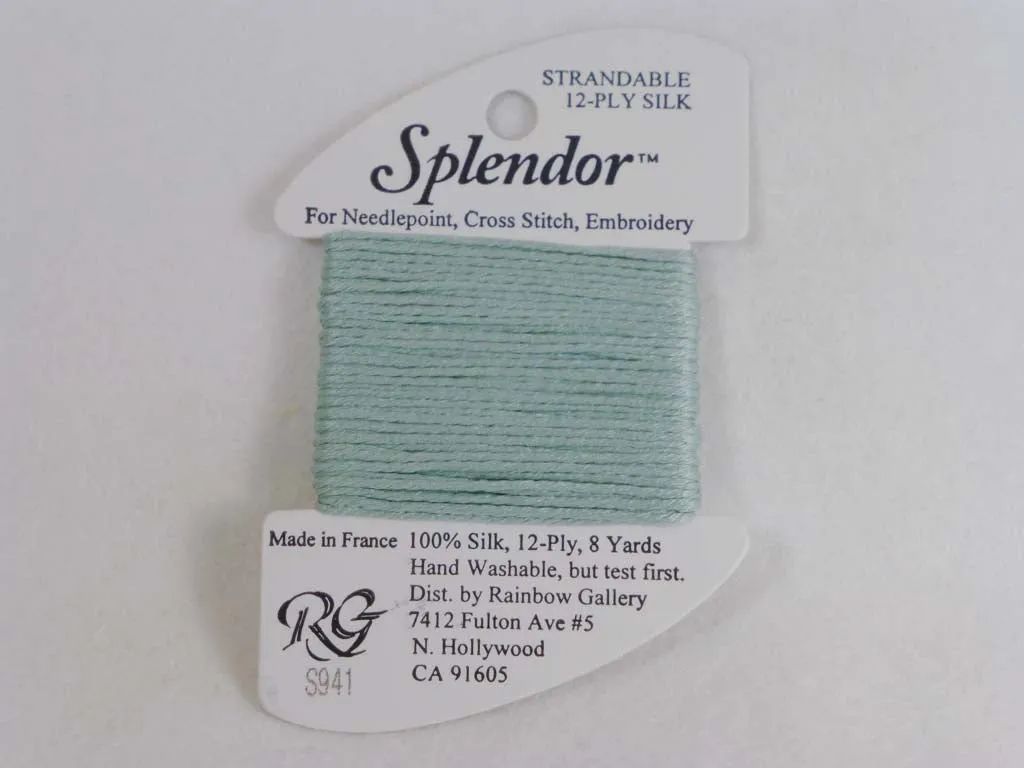 STRANDABLE
12-PLY SILK
Splendor™
For Needlepoint, Cross Stitch, Embroidery
Made in France
100% Silk, 12-Ply, 8 Yards
Hand Washable, but test first.
Dist. by Rainbow Gallery
7412 Fulton Ave #5
N. Hollywood
CA 91605
RG
S941